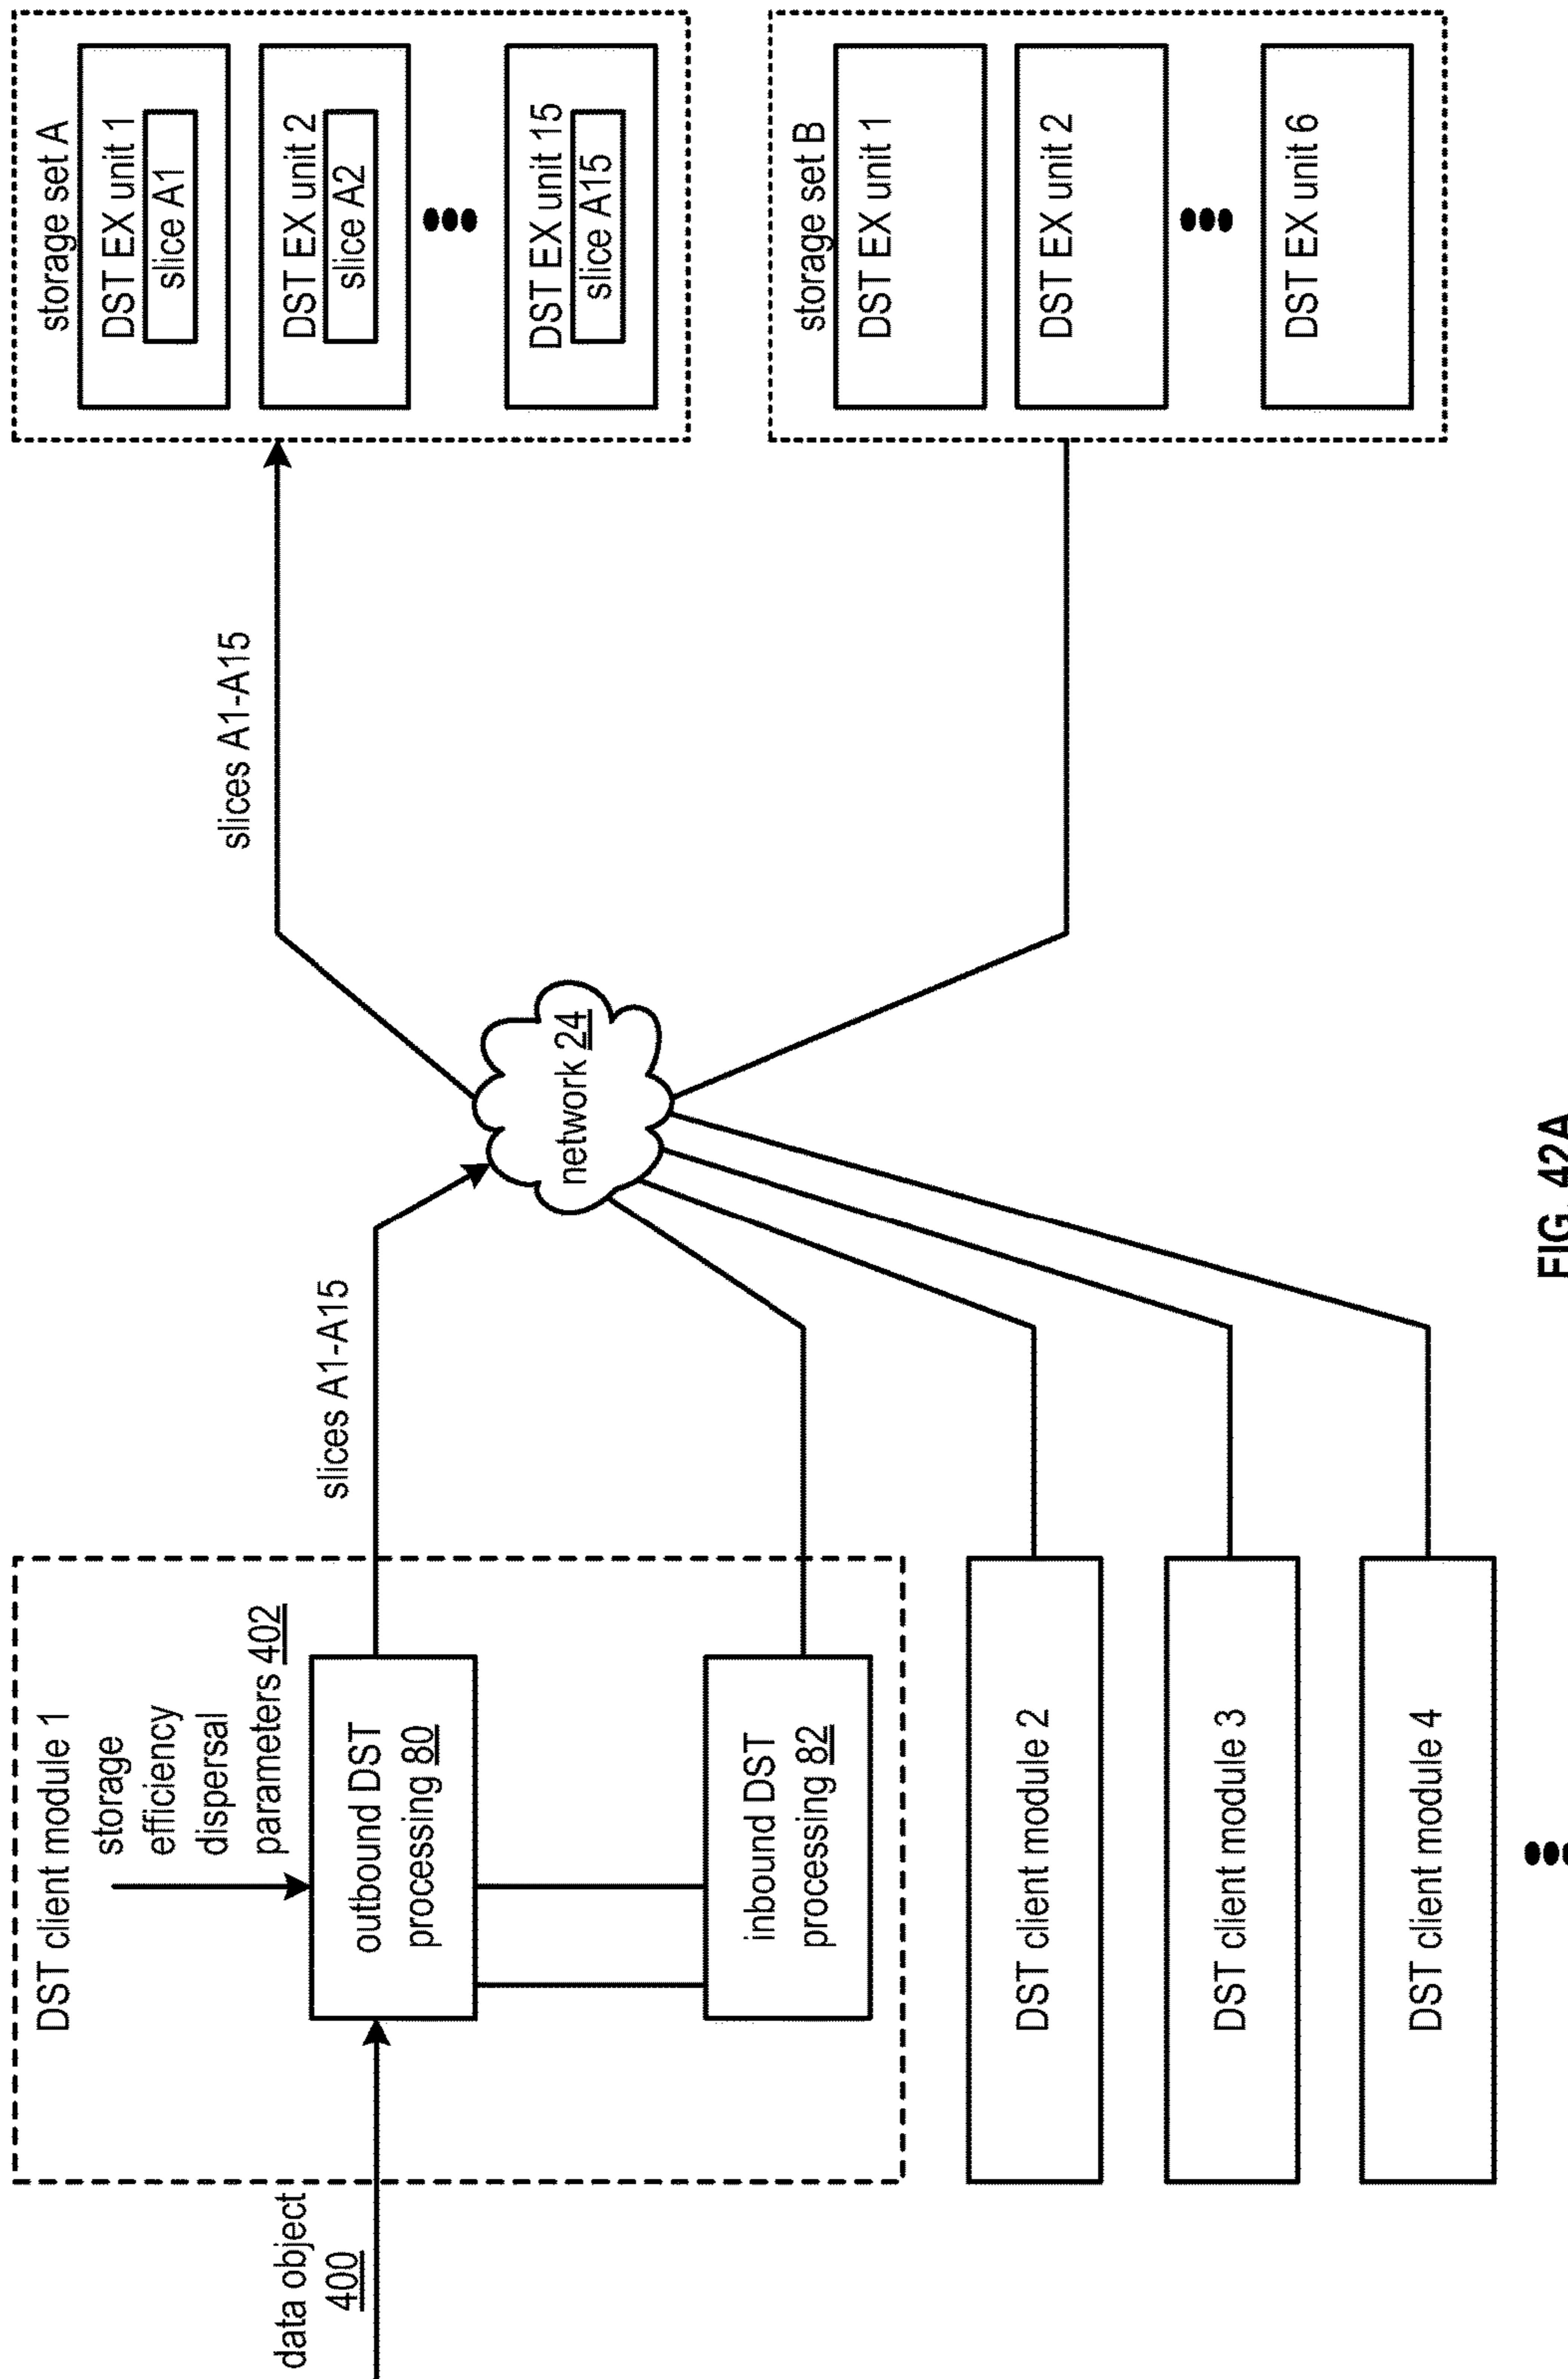 data object
400
DST client module 1
storage
efficiency
dispersal
parameters 402
outbound DST
processing 80
inbound DST
processing 82
DST client module 2
DST client module 3
DST client module 4
slices A1-A15
network 24
slices A1-A15
storage set A
DST EX unit 1
slice A1
DST EX unit 2
slice A2
DST EX unit 15
slice A15
storage set B
DST EX unit 1
DST EX unit 2
DST EX unit 6
FIG. 42A